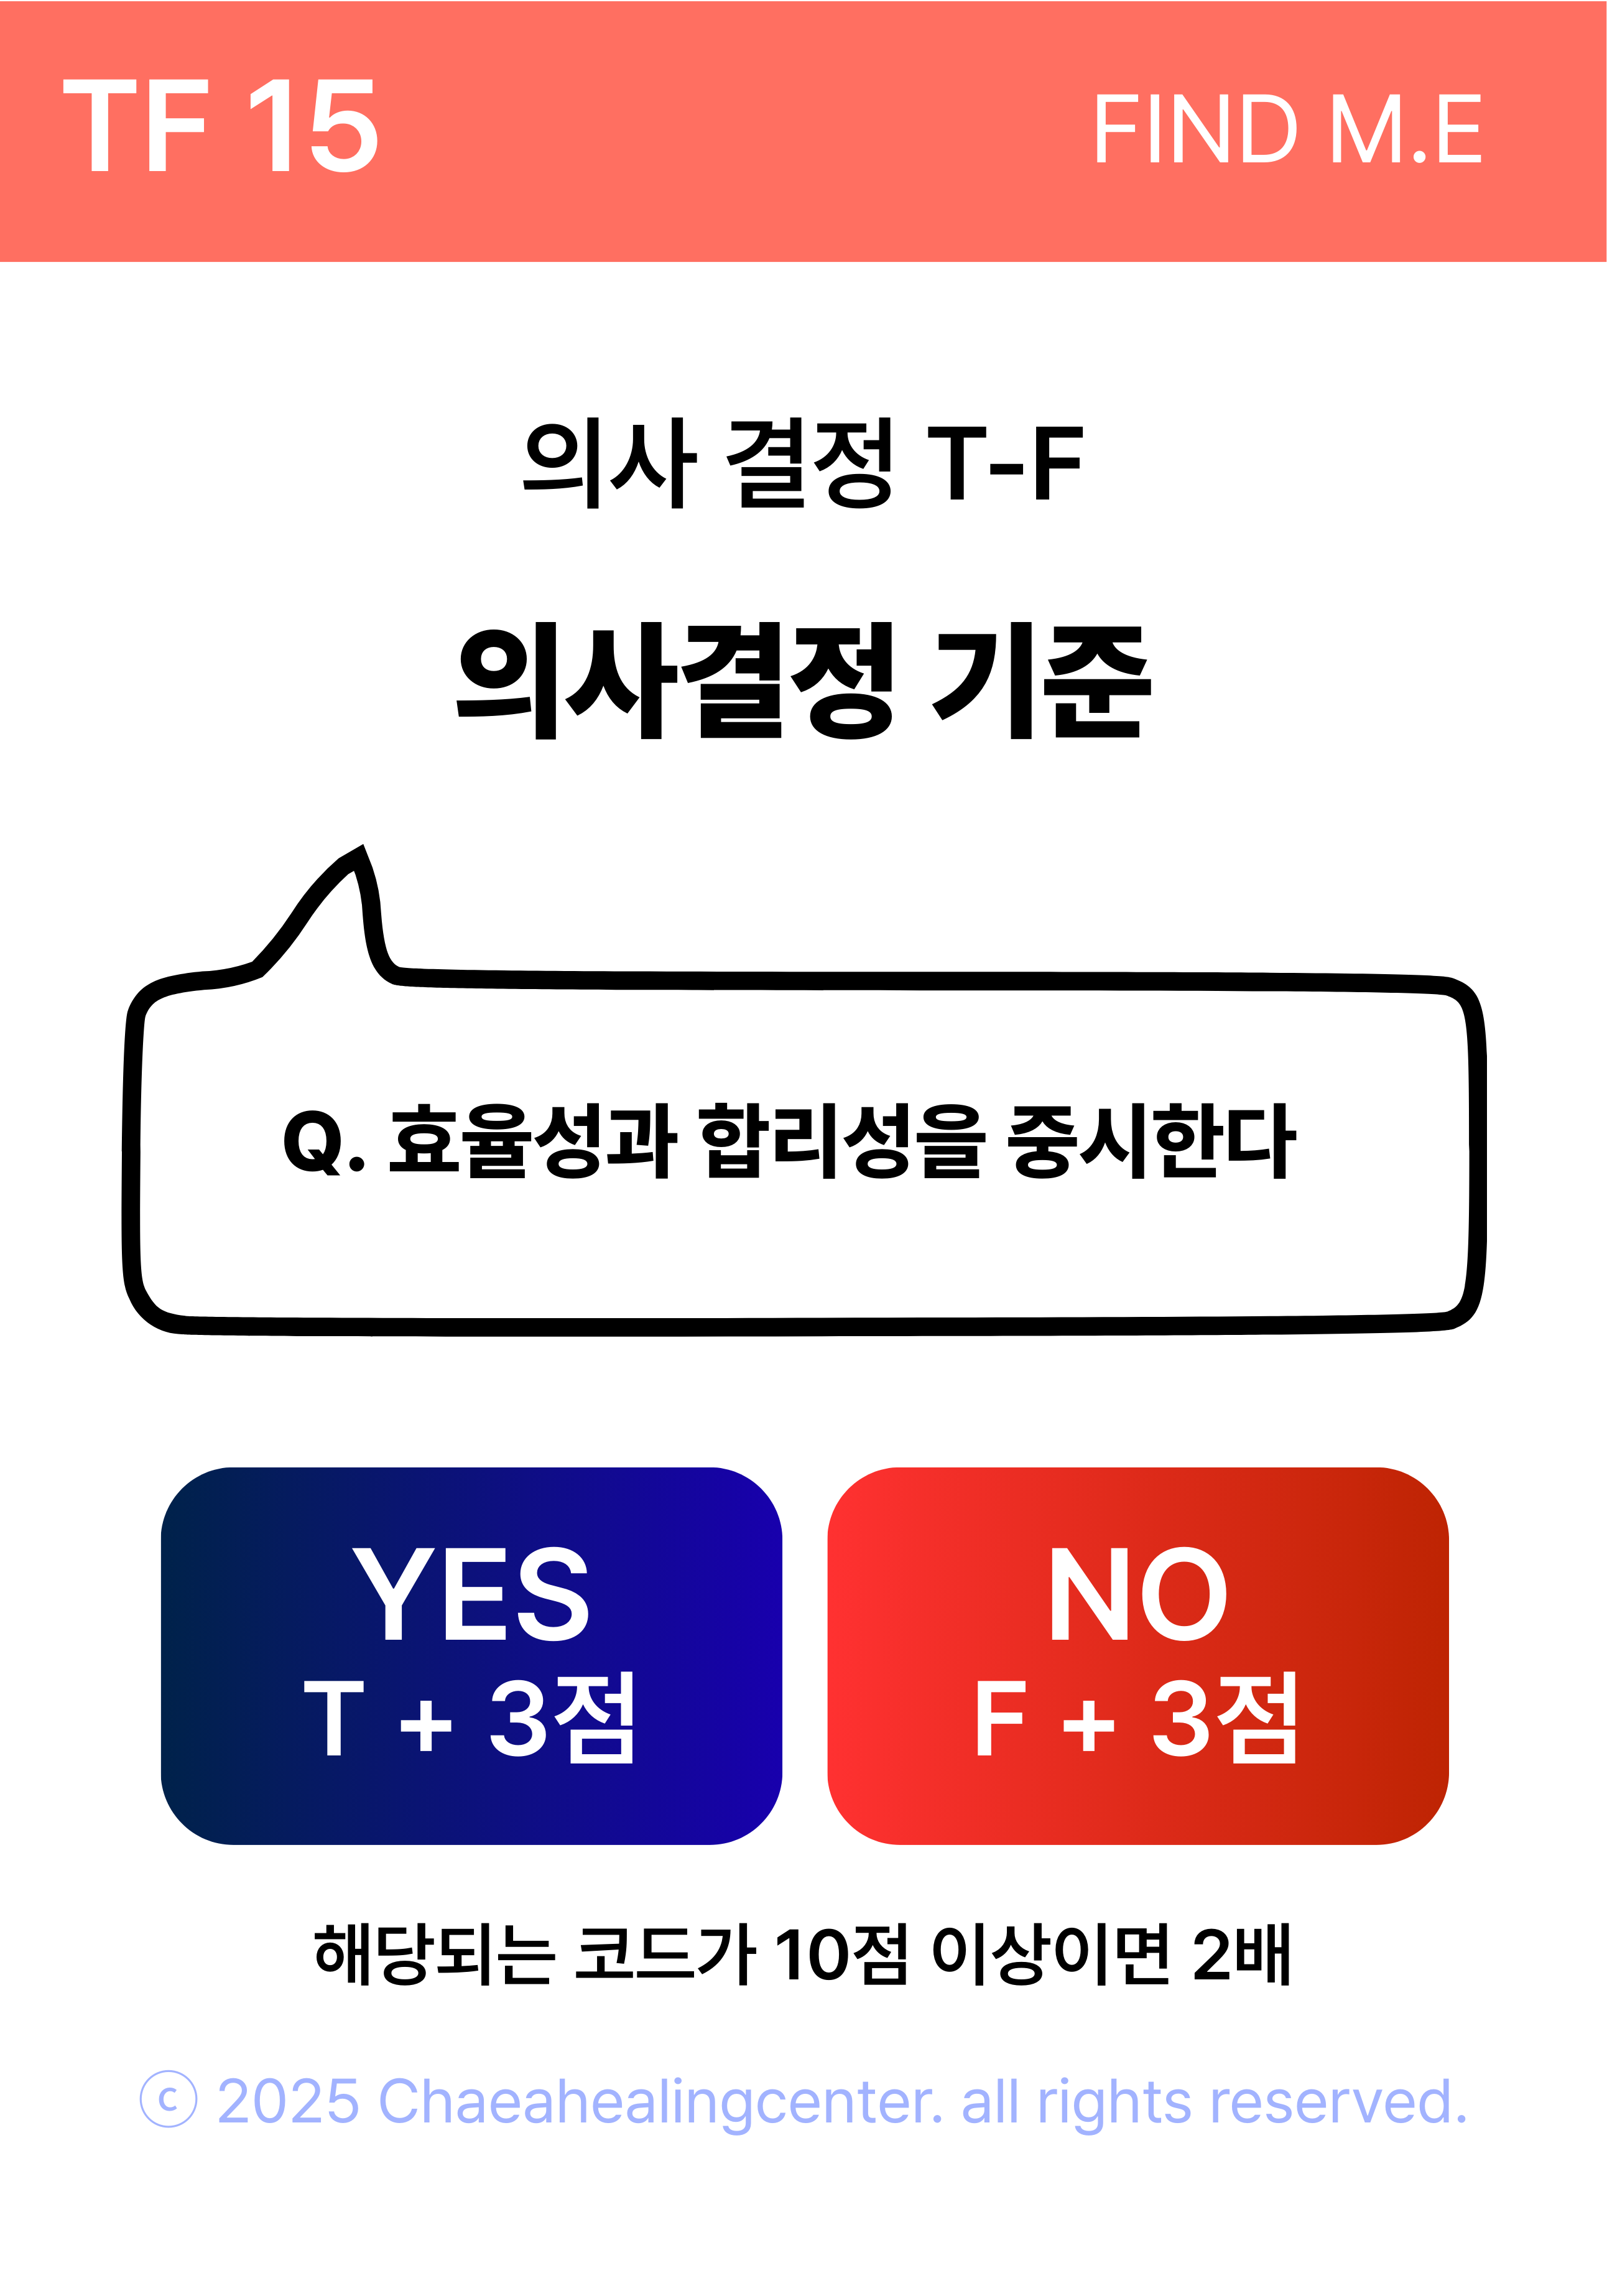 TF 15
FIND M.E
의사 결정 T-F
의사결정 기준
Q. 효율성과 합리성을 중시한다
YES
T + 3점
NO
F + 3점
해당되는 코드가 10점 이상이면 2배
© 2025 Chaeahealingcenter. all rights reserved.